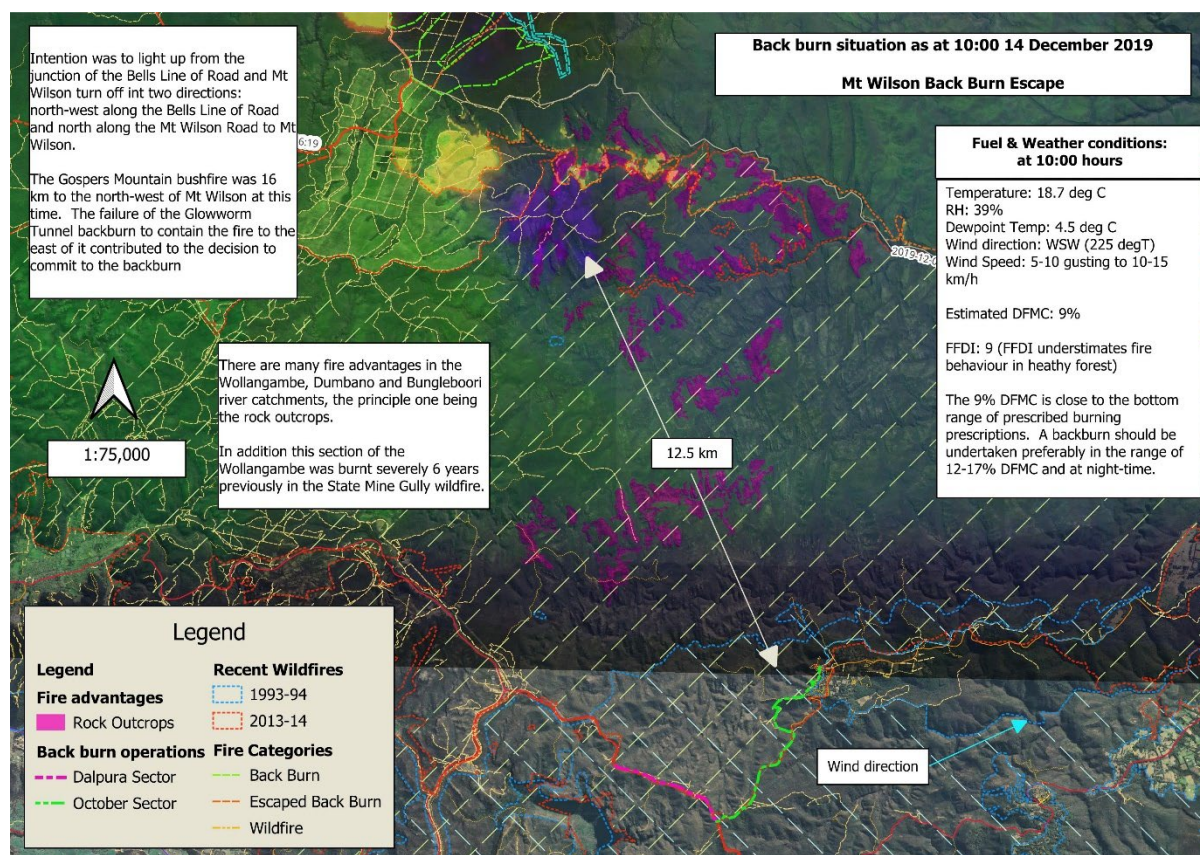 Intention was to light up from the
junction of the Bells Line of Road and Mt
Wilson turn off int two directions:
north-west along the Bells Line of Road
and north along the Mt Wilson Road to Mt
Wilson.
The Gospers Mountain bushfire was 16
km to the north-west of Mt Wilson at this
time. The failure of the Glowworm
Tunnel backburn to contain the fire to the
east of it contributed to the decision to
commit to the backburn
6:19
Back burn situation as at 10:00 14 December 2019
Mt Wilson Back Burn Escape
Fuel & Weather conditions:
at 10:00 hours
Temperature: 18.7 deg C
RH: 39%
Dewpoint Temp: 4.5 deg C
Wind direction: WSW (225 degT)
Wind Speed: 5-10 gusting to 10-15
km/h
Estimated DFMC: 9%
FFDI: 9 (FFDI understimates fire
behaviour in heathy forest)
The 9% DFMC is close to the bottom
range of prescribed burning
prescriptions. A backburn should be
undertaken preferably in the range of
12-17% DFMC and at night-time.
There are many fire advantages in the
Wollangambe, Dumbano and Bungleboori
river catchments, the principle one being
the rock outcrops.
In addition this section of the
Wollangambe was burnt severely 6 years
previously in the State Mine Gully wildfire.
1:75,000
12.5 km
Wind direction
Legend
Legend
Fire advantages
Rock Outcrops
Back burn operations
Dalpura Sector
October Sector
Recent Wildfires
1993-94
2013-14
Fire Categories
Back Burn
Escaped Back Burn
Wildfire